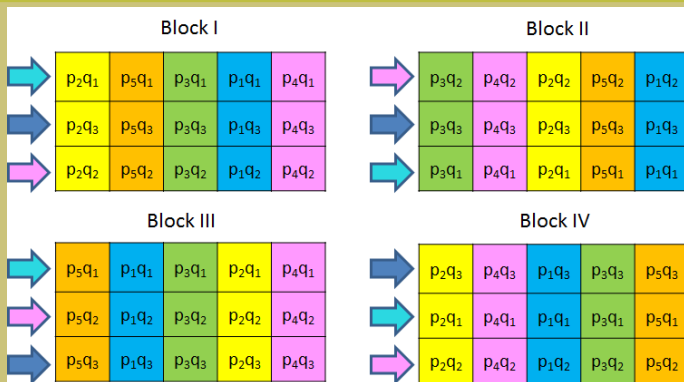 Block I
p₂q₁ p₅q₁ p₃q₁ p₁q₁ p₄q₁
p₂q₃ p₅q₃ p₃q₃ p₁q₃ p₄q₃
p₂q₂ p₅q₂ p₃q₂ p₁q₂ p₄q₂
Block II
p₃q₂ p₄q₂ p₂q₂ p₅q₂ p₁q₂
p₃q₃ p₄q₃ p₂q₃ p₅q₃ p₁q₃
p₃q₁ p₄q₁ p₂q₁ p₅q₁ p₁q₁
Block III
p₅q₁ p₁q₁ p₃q₁ p₂q₁ p₄q₁
p₅q₂ p₁q₂ p₃q₂ p₂q₂ p₄q₂
p₅q₃ p₁q₃ p₃q₃ p₂q₃ p₄q₃
Block IV
p₂q₃ p₄q₃ p₁q₃ p₃q₃ p₅q₃
p₂q₁ p₄q₁ p₁q₁ p₃q₁ p₅q₁
p₂q₂ p₄q₂ p₁q₂ p₃q₂ p₅q₂